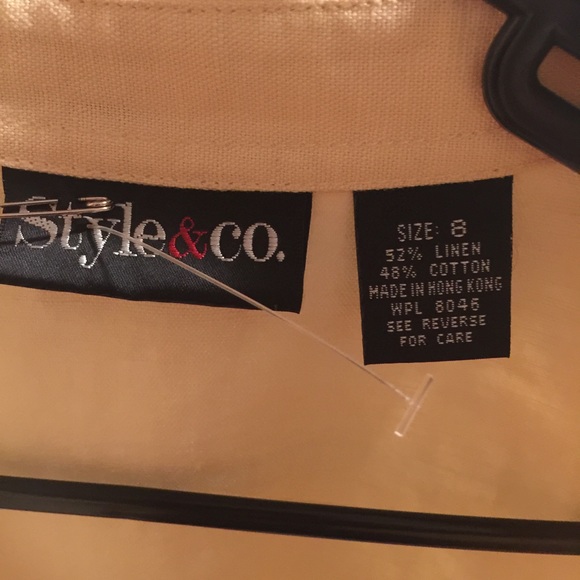 Style&co.
SIZE: 8
52% LINEN
48% COTTON
MADE IN HONG KONG
WPL 8046
SEE REVERSE
FOR CARE